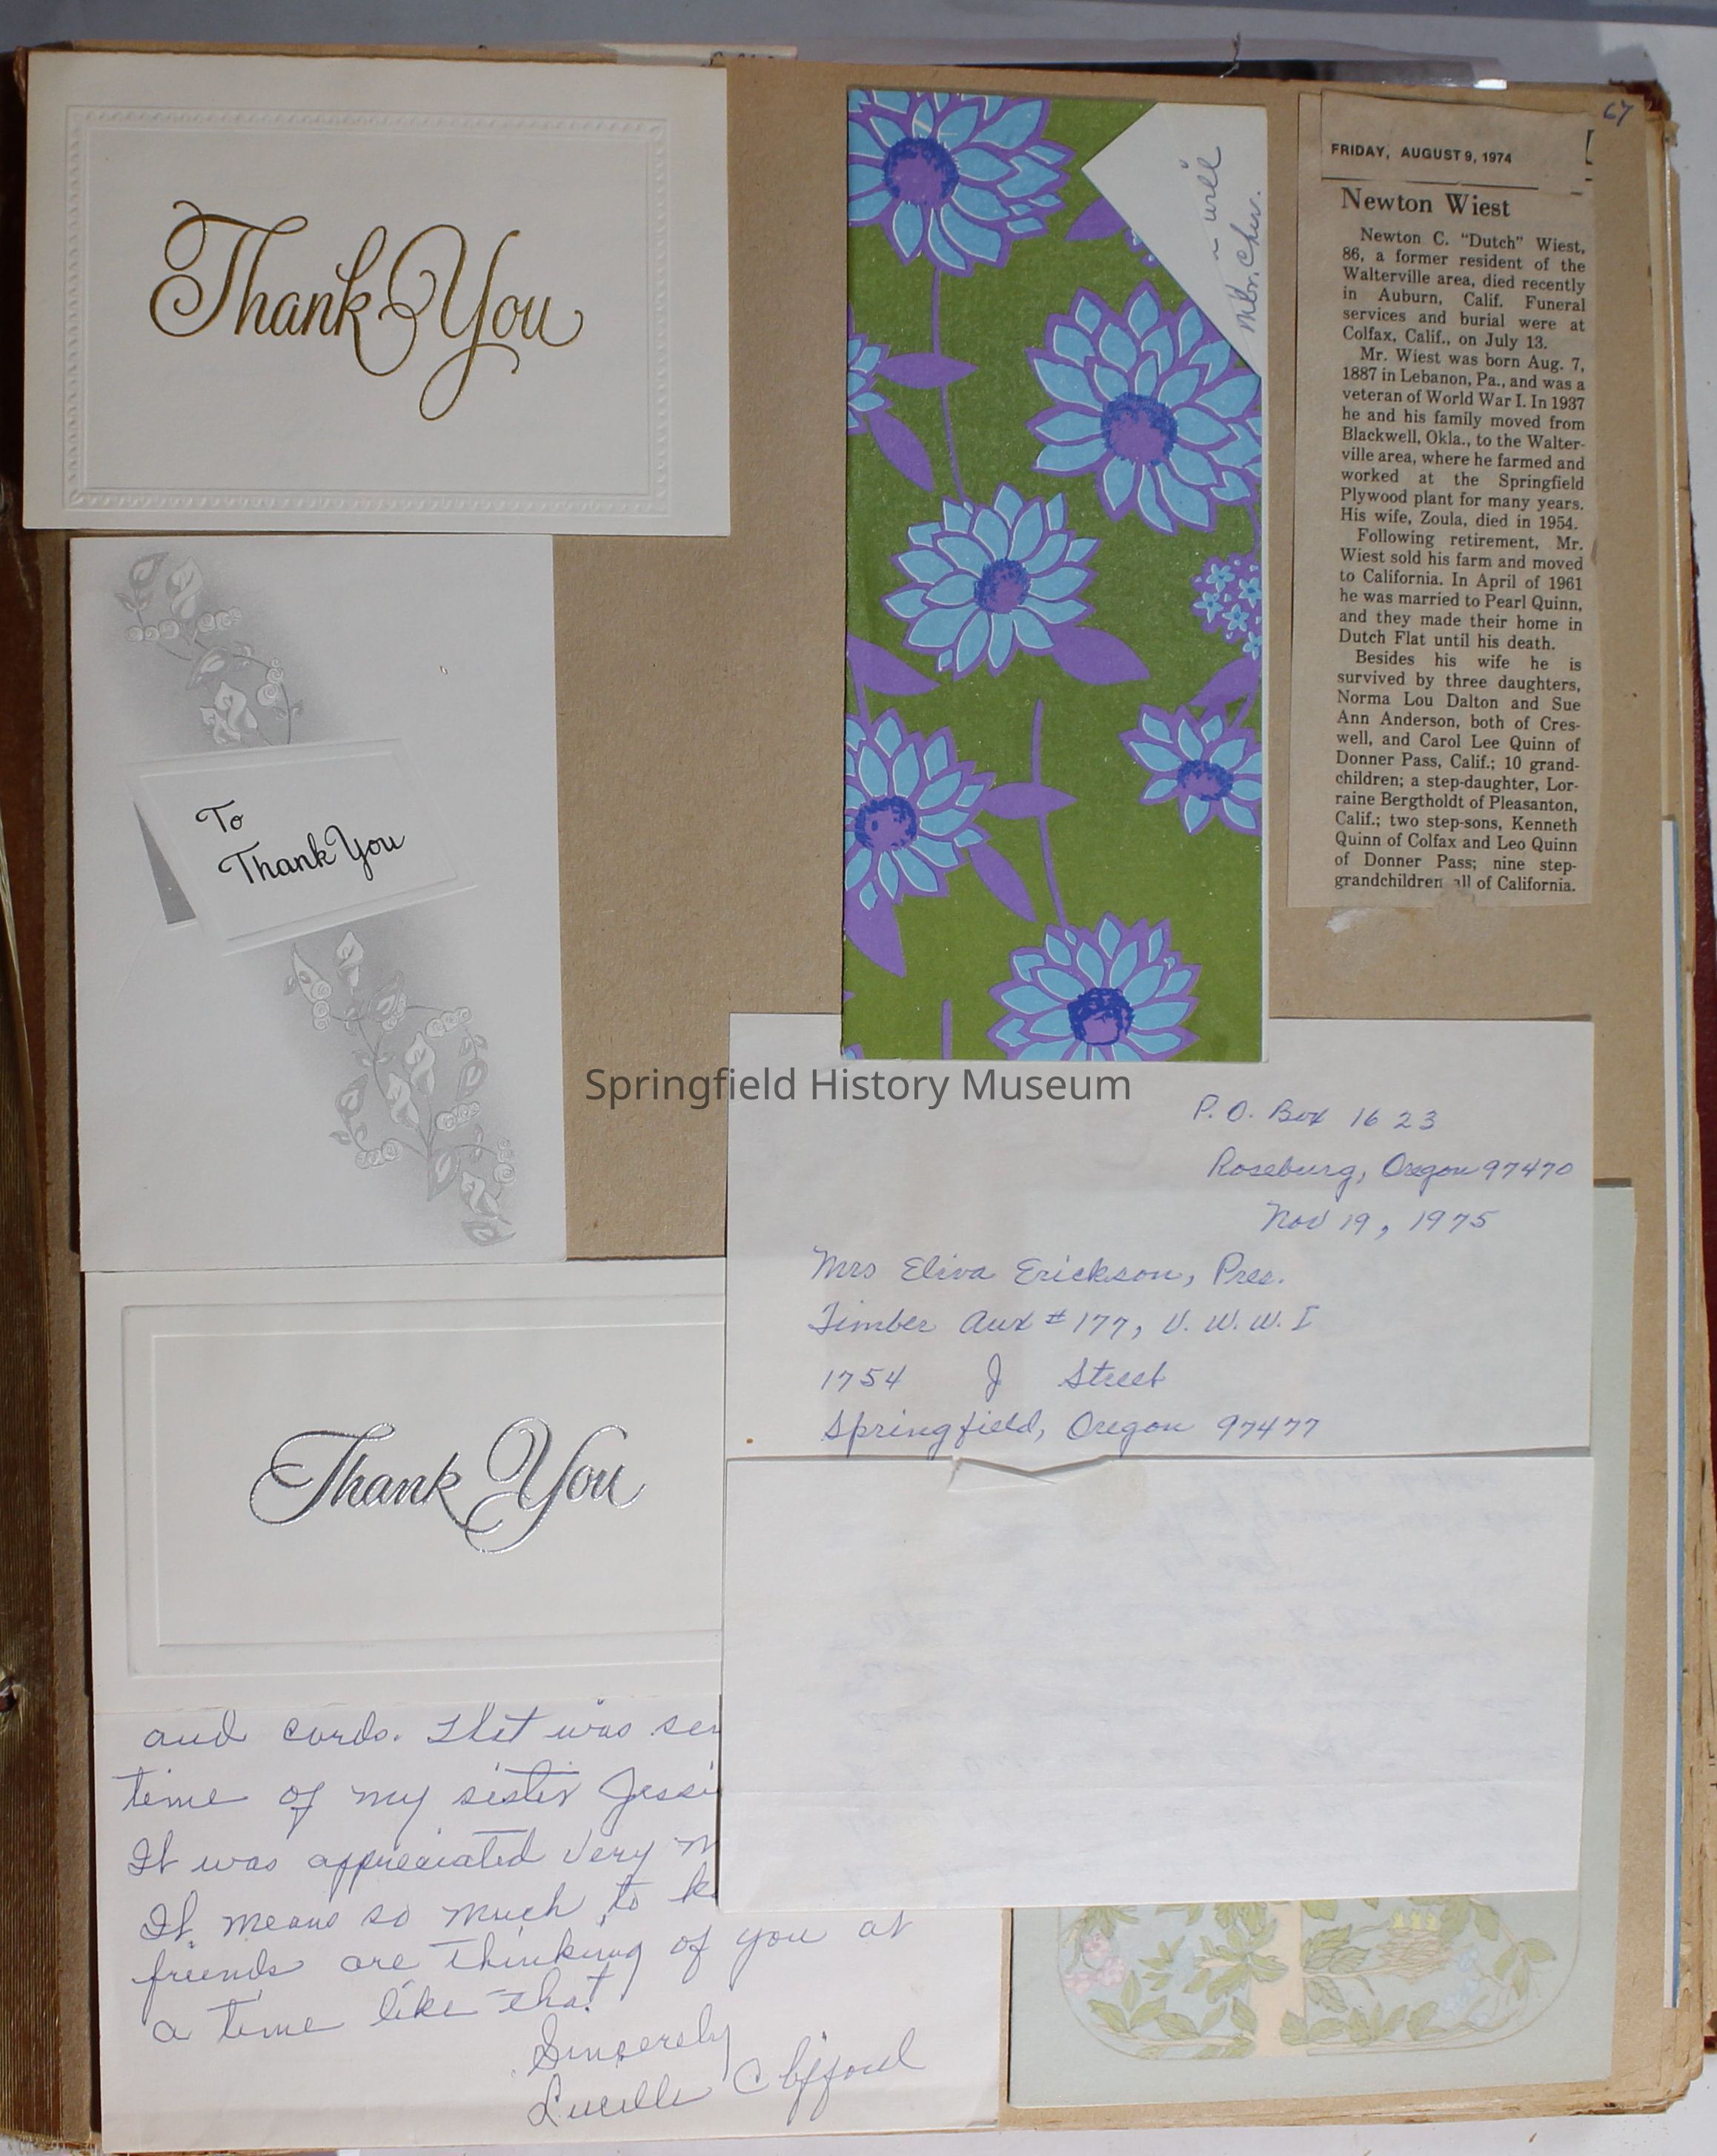 67
Thank You
To
Thank You
Thank You
and cards. That was
time of my sister
It was appreciated very
It means so much to
friends are thinking of you at
a time like that
Sincerely
Lucille Clifford
will
FRIDAY, AUGUST 9, 1974
Newton Wiest
Newton C. “Dutch” Wiest,
86, a former resident of the
Walterville area, died recently
in Auburn, Calif. Funeral
services and burial were at
Colfax, Calif., on July 13.
Mr. Wiest was born Aug. 7,
1887 in Lebanon, Pa., and was a
veteran of World War I. In 1937
he and his family moved from
Blackwell, Okla., to the Walter-
ville area, where he farmed and
worked at the Springfield
Plywood plant for many years.
His wife, Zoula, died in 1954.
Following retirement, Mr.
Wiest sold his farm and moved
to California. In April of 1961
he was married to Pearl Quinn,
and they made their home in
Dutch Flat until his death.
Besides his wife he is
survived by three daughters,
Norma Lou Dalton and Sue
Ann Anderson, both of Cres-
well, and Carol Lee Quinn of
Donner Pass, Calif.; 10 grand-
children; a step-daughter, Lor-
raine Bergtholdt of Pleasanton,
Calif.; two step-sons, Kenneth
Quinn of Colfax and Leo Quinn
of Donner Pass; nine step-
grandchildren all of California.
Springfield History Museum
P.O. Box 1623
Roseburg, Oregon 97470
Nov 19, 1975
Mrs Eliva Erickson, Pres.
Timber Aux #177, V.W.W.I
1754 J Street
Springfield, Oregon 97477